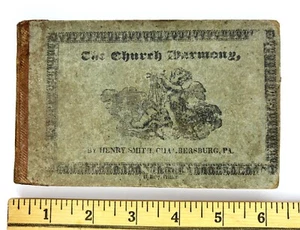 The Church Harmony,
BY HENRY SMITH, CHAMBERSBURG, PA.
1 2 3 4 5 6